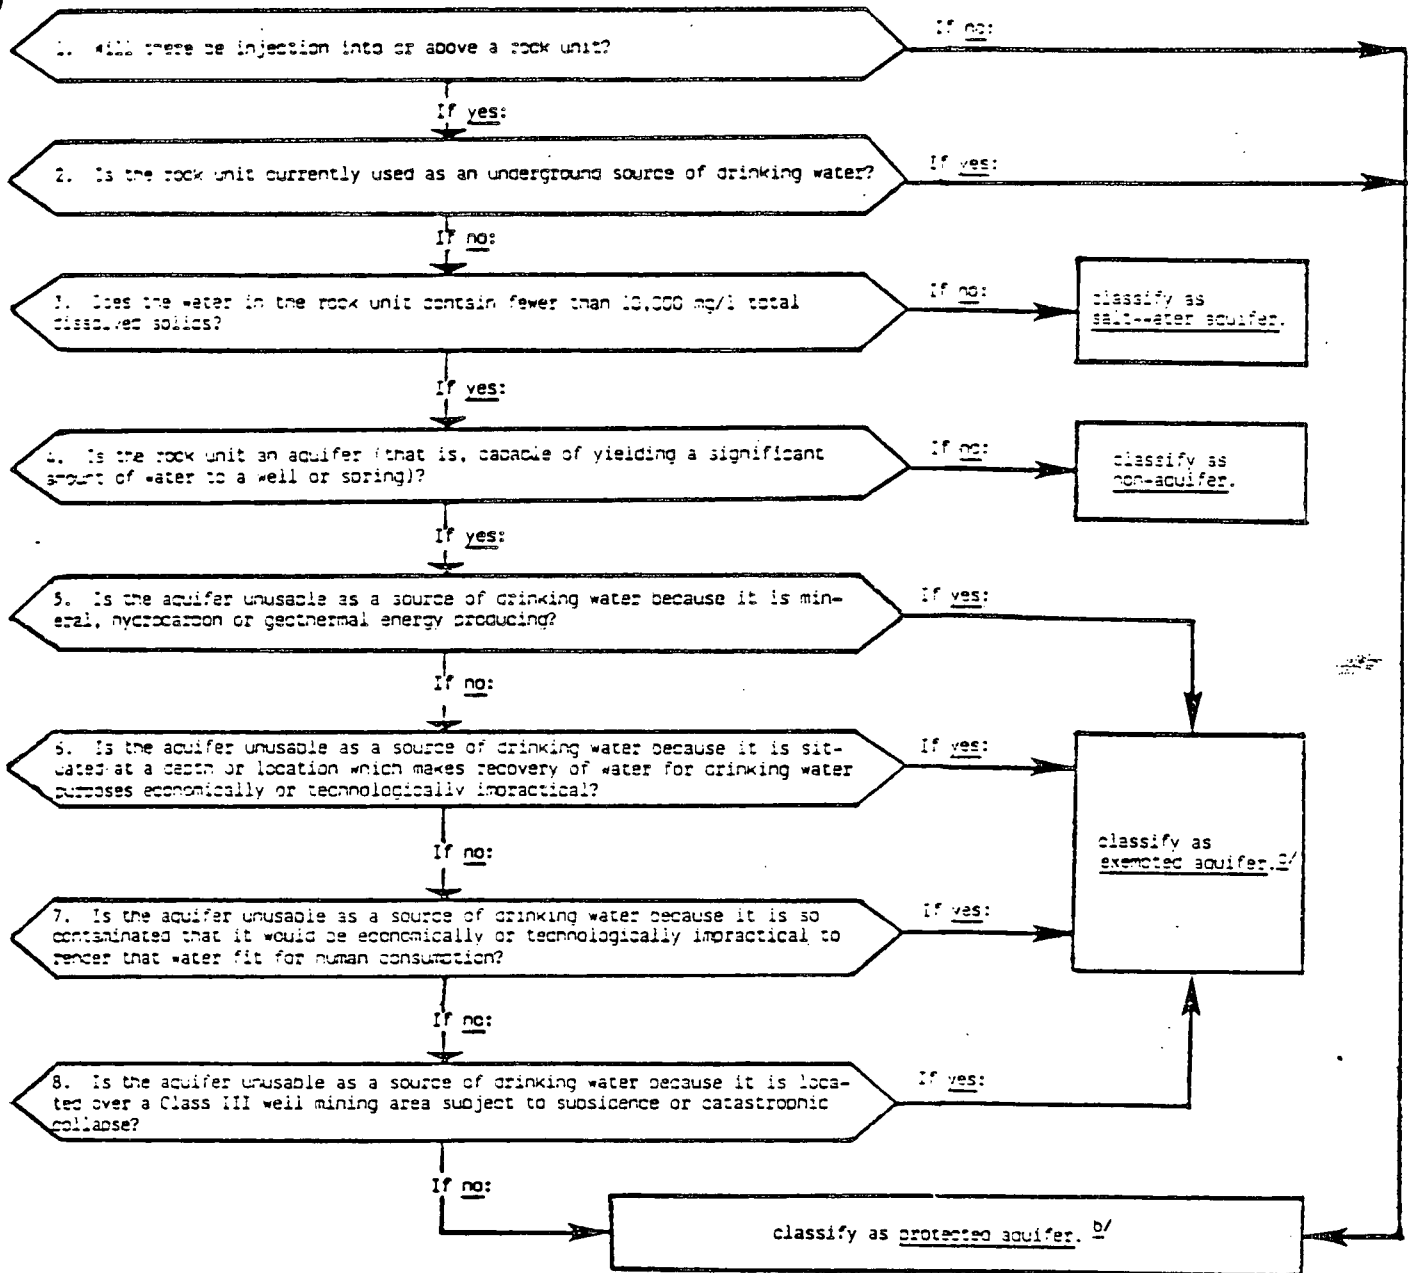 1. Will there be injection into or above a rock unit?
If no:
If yes:
2. Is the rock unit currently used as an underground source of drinking water?
If yes:
If no:
3. Does the water in the rock unit contain fewer than 10,000 mg/l total
dissolved solids?
If no:
classify as
salt-water aquifer.
If yes:
4. Is the rock unit an aquifer (that is, capable of yielding a significant
amount of water to a well or spring)?
If no:
classify as
non-aquifer.
If yes:
5. Is the aquifer unusable as a source of drinking water because it is min-
eral, hydrocarbon or geothermal energy producing?
If yes:
If no:
6. Is the aquifer unusable as a source of drinking water because it is sit-
uated at a depth or location which makes recovery of water for drinking water
purposes economically or technologically impractical?
If yes:
classify as
exempted aquifer.
If no:
7. Is the aquifer unusable as a source of drinking water because it is so
contaminated that it would be economically or technologically impractical to
render that water fit for human consumption?
If yes:
If no:
8. Is the aquifer unusable as a source of drinking water because it is loca-
ted over a Class III well mining area subject to subsidence or catastrophic
collapse?
If yes:
If no:
classify as protected aquifer. b/